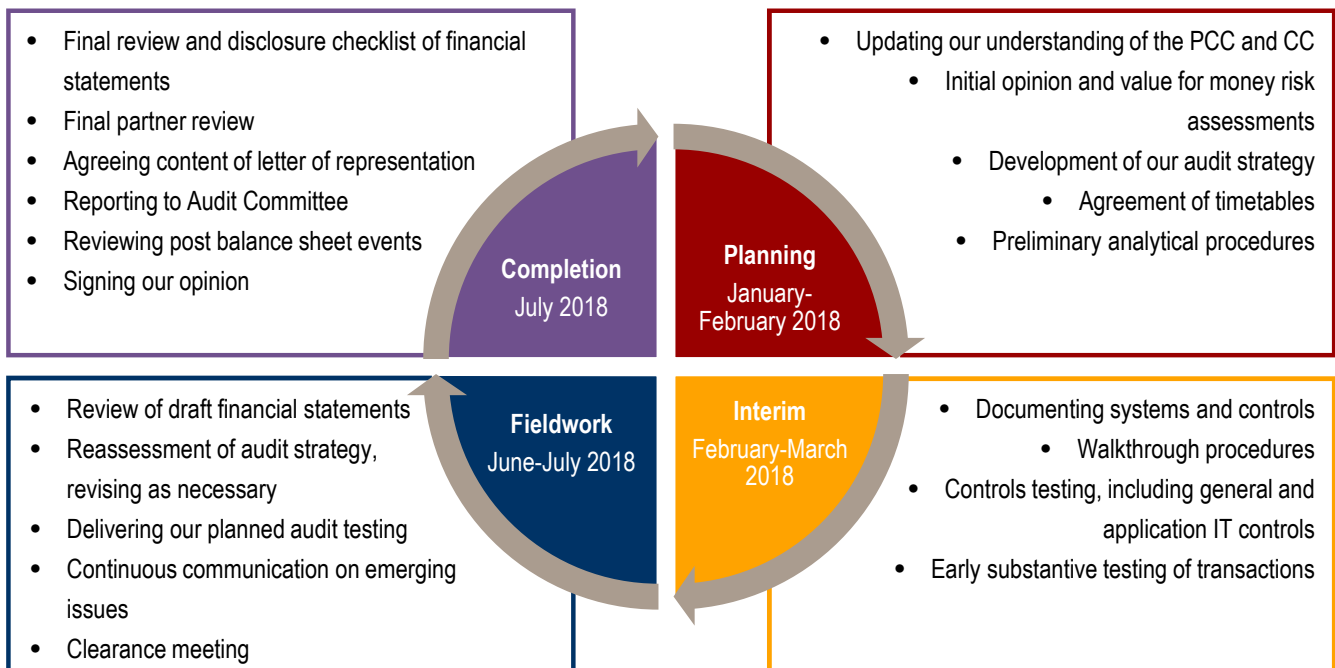 • Final review and disclosure checklist of financial
statements
• Final partner review
• Agreeing content of letter of representation
• Reporting to Audit Committee
• Reviewing post balance sheet events
• Signing our opinion
Completion
July 2018
• Updating our understanding of the PCC and CC
• Initial opinion and value for money risk
assessments
• Development of our audit strategy
• Agreement of timetables
• Preliminary analytical procedures
Planning
January-
February 2018
• Review of draft financial statements
• Reassessment of audit strategy,
revising as necessary
• Delivering our planned audit testing
• Continuous communication on emerging
issues
• Clearance meeting
Fieldwork
June-July 2018
Interim
February-March
2018
• Documenting systems and controls
• Walkthrough procedures
• Controls testing, including general and
application IT controls
• Early substantive testing of transactions